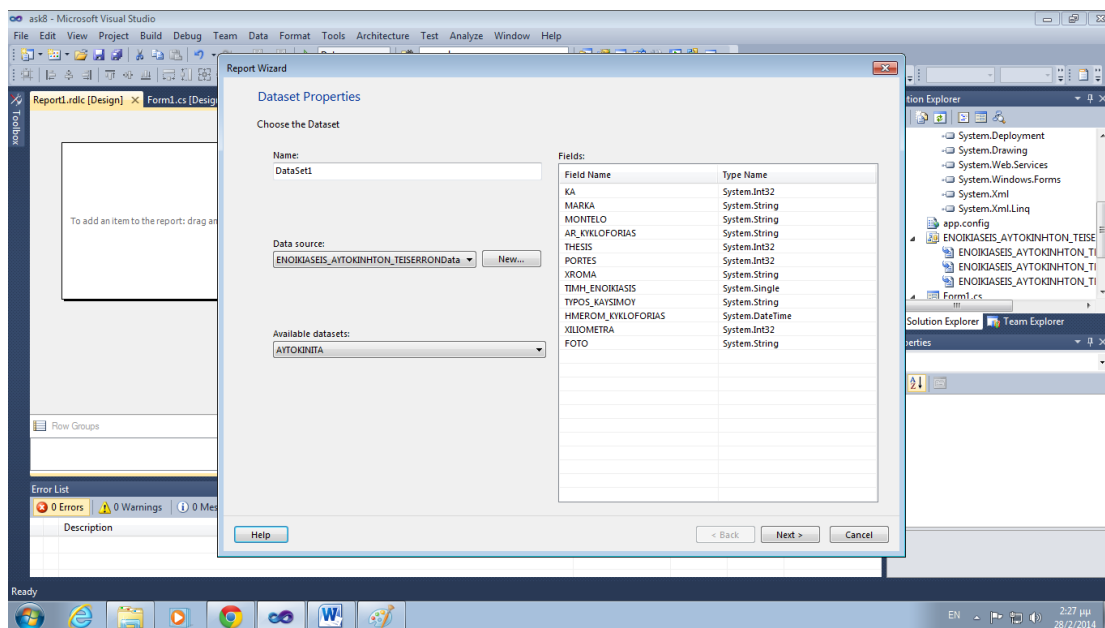 ask8 - Microsoft Visual Studio
File Edit View Project Build Debug Team Data Format Tools Architecture Test Analyze Window Help
Report1.rdlc [Design] Form1.cs [Desig
Toolbox
To add an item to the report: drag an
Row Groups
Error List
0 Errors 0 Warnings 0 Mes
Description
Report Wizard
Dataset Properties
Choose the Dataset
Name:
DataSet1
Data source:
ENOIKIASEIS_AYTOKINHTON_TEISERRONData New...
Available datasets:
AYTOKINITA
Fields:
Field Name Type Name
KA System.Int32
MARKA System.String
MONTELO System.String
AR_KYKLOFORIAS System.String
THESIS System.Int32
PORTES System.Int32
XROMA System.String
TIMH_ENOIKIASIS System.Single
TYPOS_KAYSIMOY System.String
HMEROM_KYKLOFORIAS System.DateTime
XILIOMETRA System.Int32
FOTO System.String
Help < Back Next > Cancel
tion Explorer
System.Deployment
System.Drawing
System.Web.Services
System.Windows.Forms
System.Xml
System.Xml.Linq
app.config
ENOIKIASEIS_AYTOKINHTON_TEISE
ENOIKIASEIS_AYTOKINHTON_TI
ENOIKIASEIS_AYTOKINHTON_TI
ENOIKIASEIS_AYTOKINHTON_TI
Form1.cs
Solution Explorer Team Explorer
perties
Ready
EN 2:27 μμ
28/2/2014